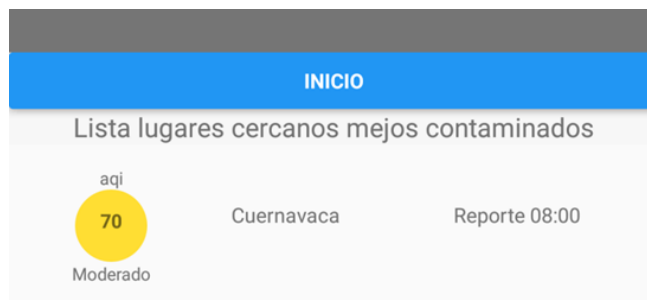 INICIO
Lista lugares cercanos mejos contaminados
aqi
70 Cuernavaca Reporte 08:00
Moderado